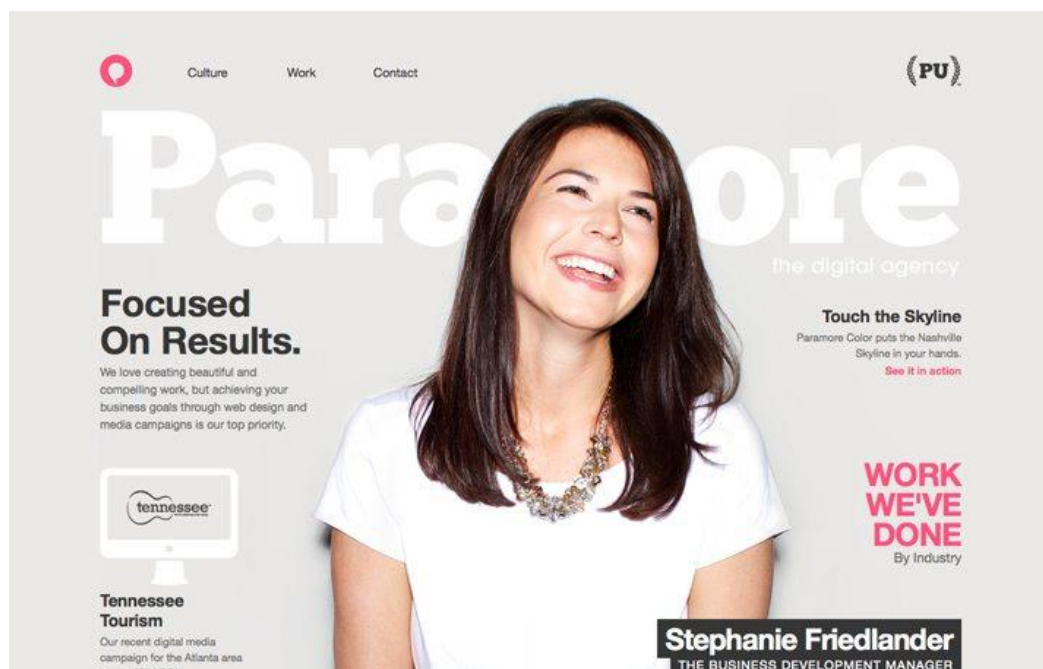 Culture Work Contact
(PU)
Paramore
the digital agency
Focused
On Results.
We love creating beautiful and
compelling work, but achieving your
business goals through web design and
media campaigns is our top priority.
Touch the Skyline
Paramore Color puts the Nashville
Skyline in your hands.
See it in action
tennessee
WORK
WE'VE
DONE
By Industry
Tennessee
Tourism
Our recent digital media
campaign for the Atlanta area
Stephanie Friedlander
THE BUSINESS DEVELOPMENT MANAGER